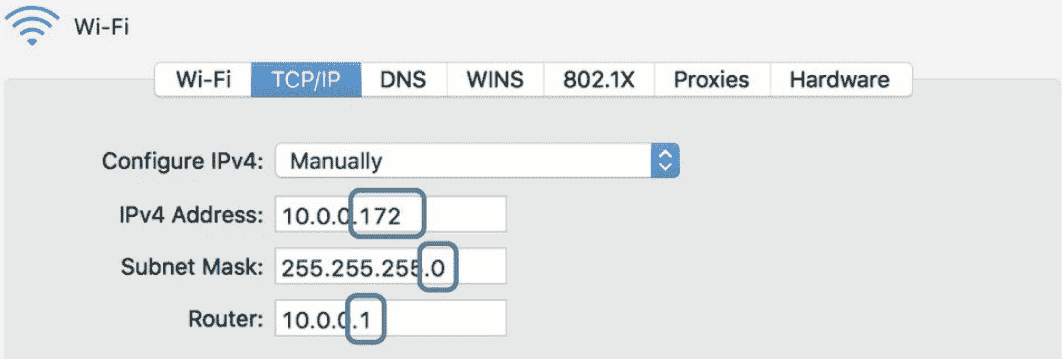 Wi-Fi
Wi-Fi TCP/IP DNS WINS 802.1X Proxies Hardware
Configure IPv4: Manually
IPv4 Address: 10.0.0.172
Subnet Mask: 255.255.255.0
Router: 10.0.0.1